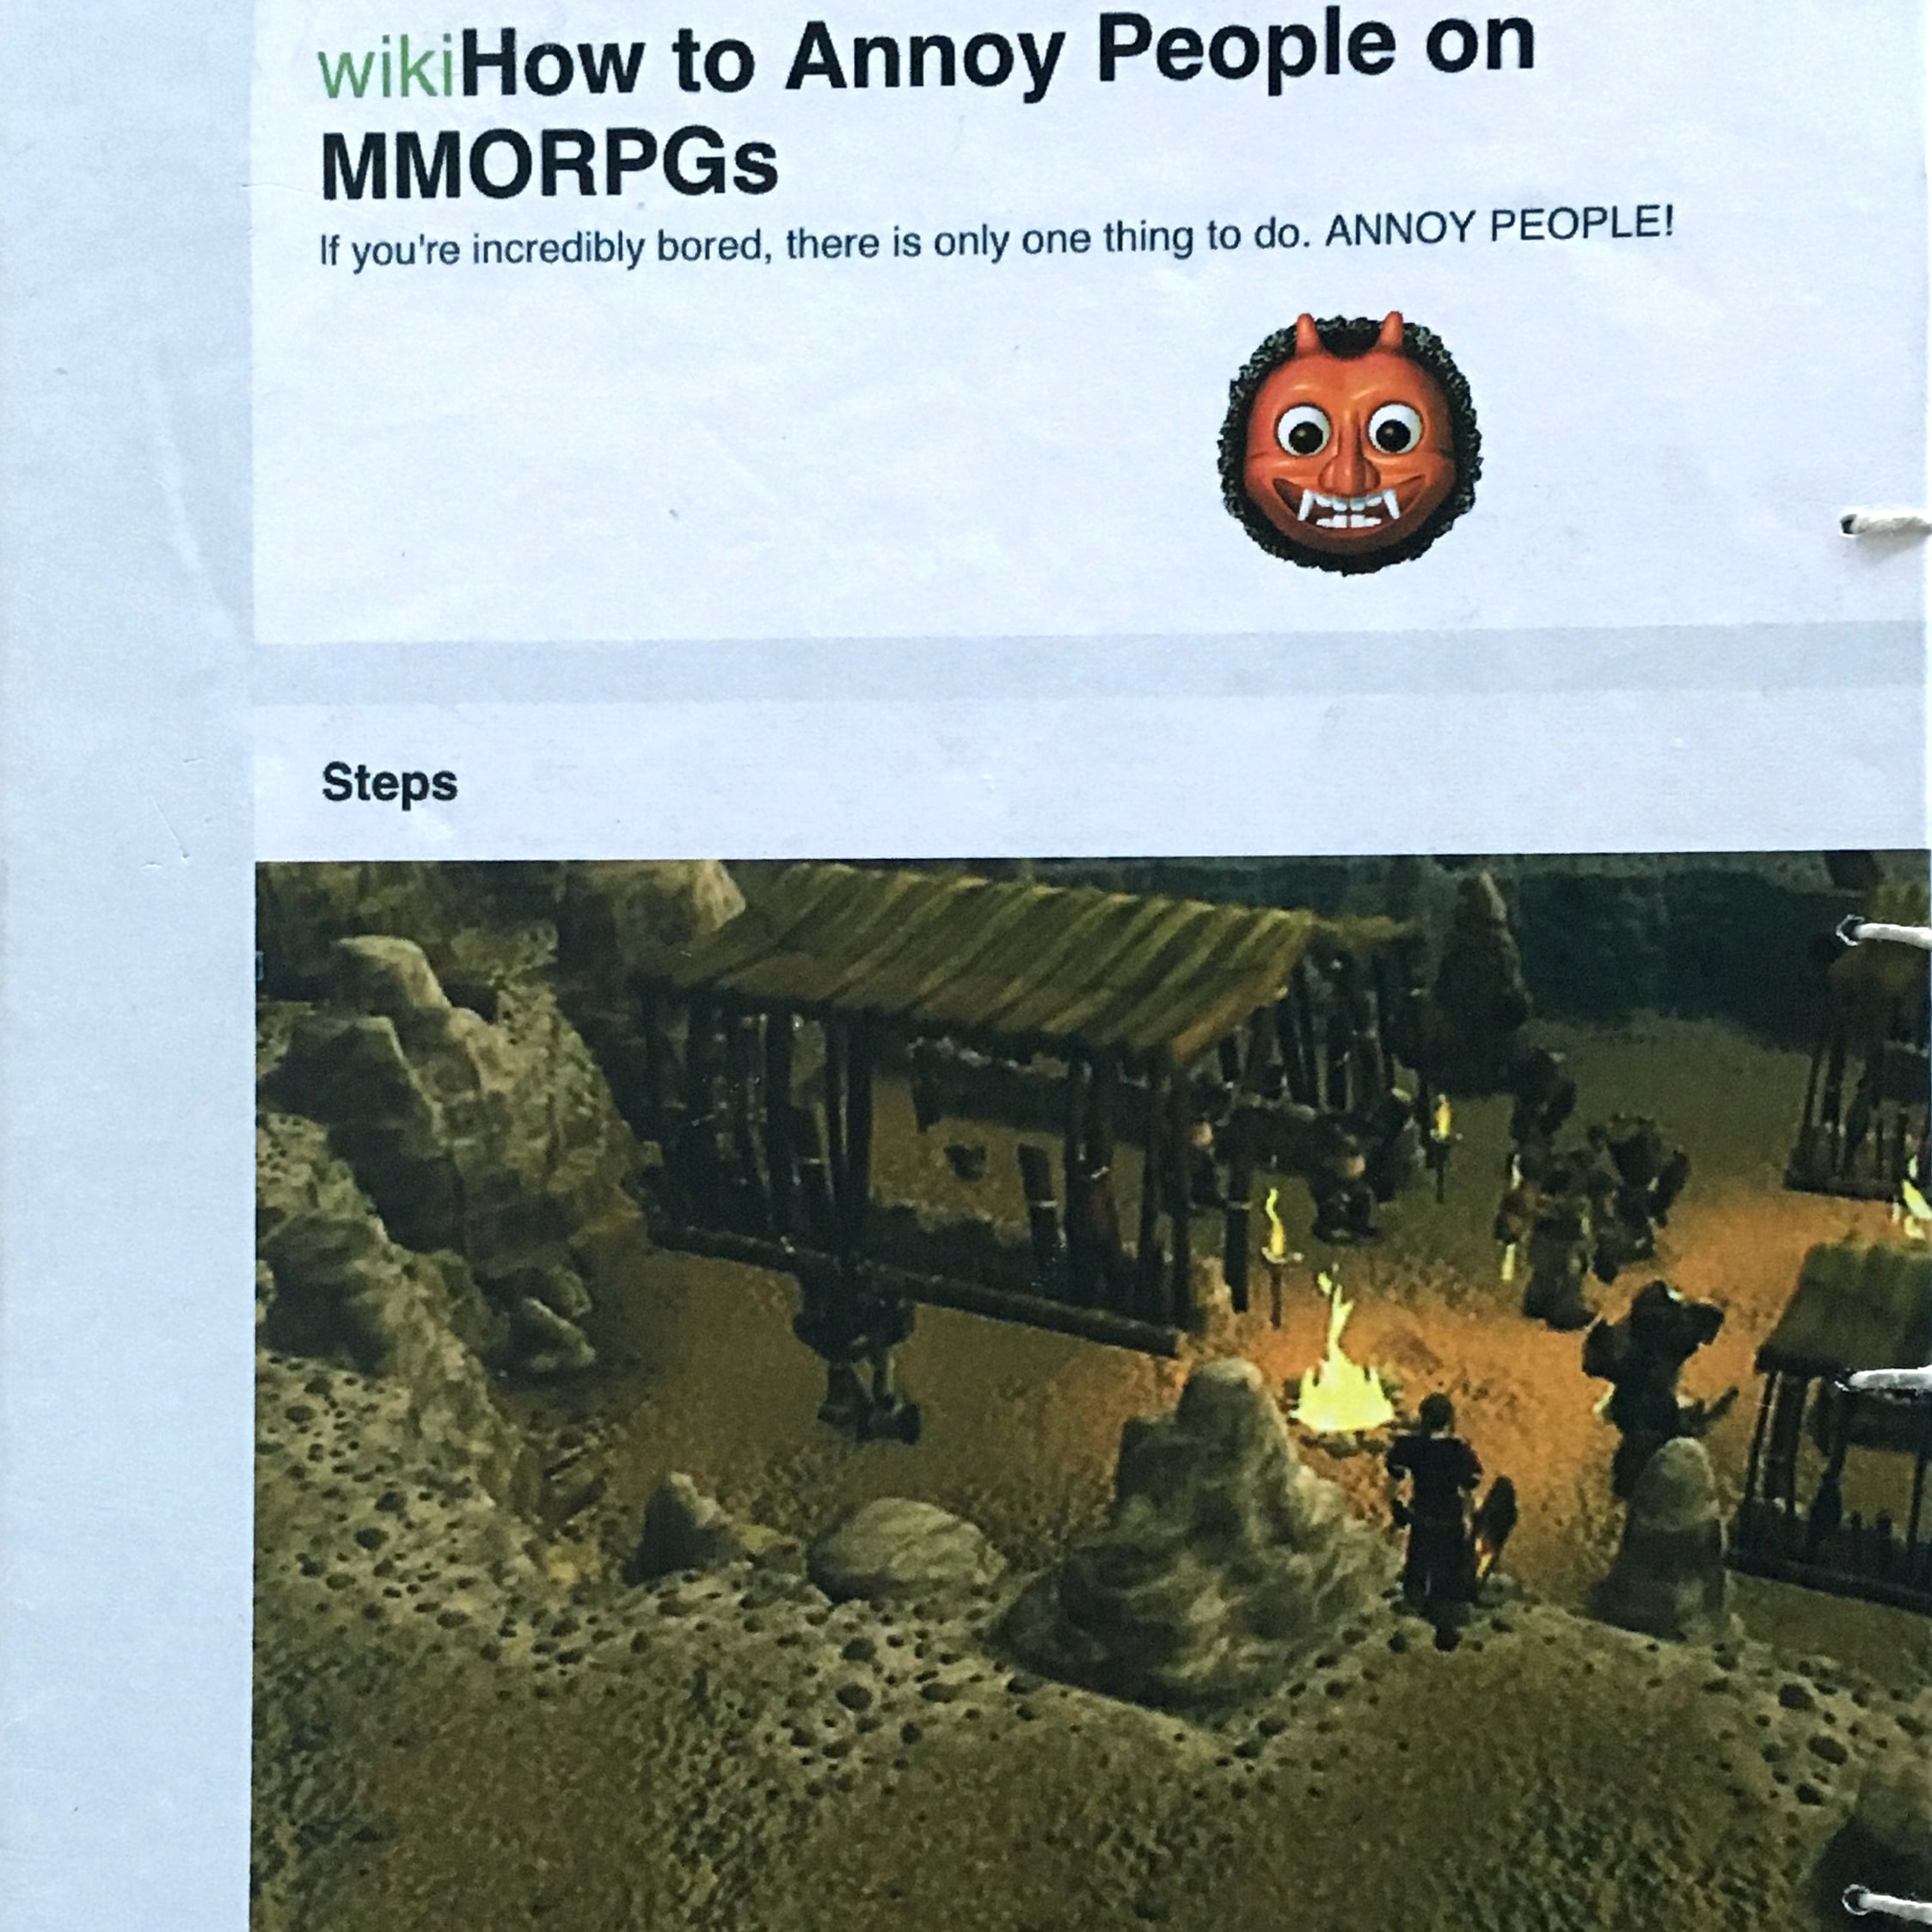 wikiHow to Annoy People on
MMORPGs
If you're incredibly bored, there is only one thing to do. ANNOY PEOPLE!
Steps